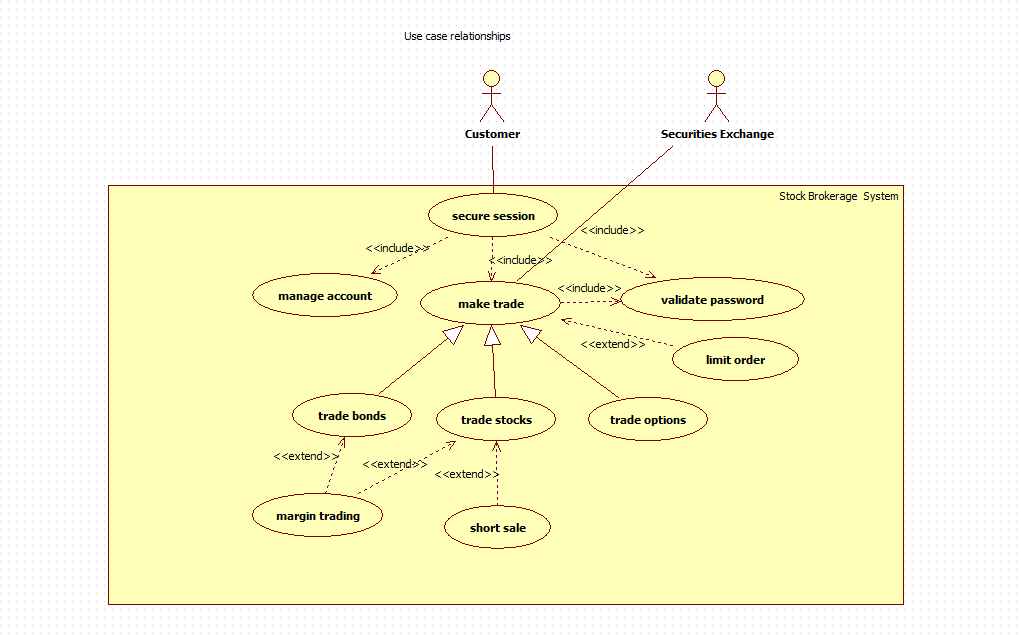 Use case relationships
Customer
Securities Exchange
Stock Brokerage  System
secure session
<<include>>
<<include>>
<<include>>
<<include>>
manage account
make trade
validate password
<<extend>>
limit order
trade bonds
trade stocks
trade options
<<extend>>
<<extend>>
<<extend>>
margin trading
short sale